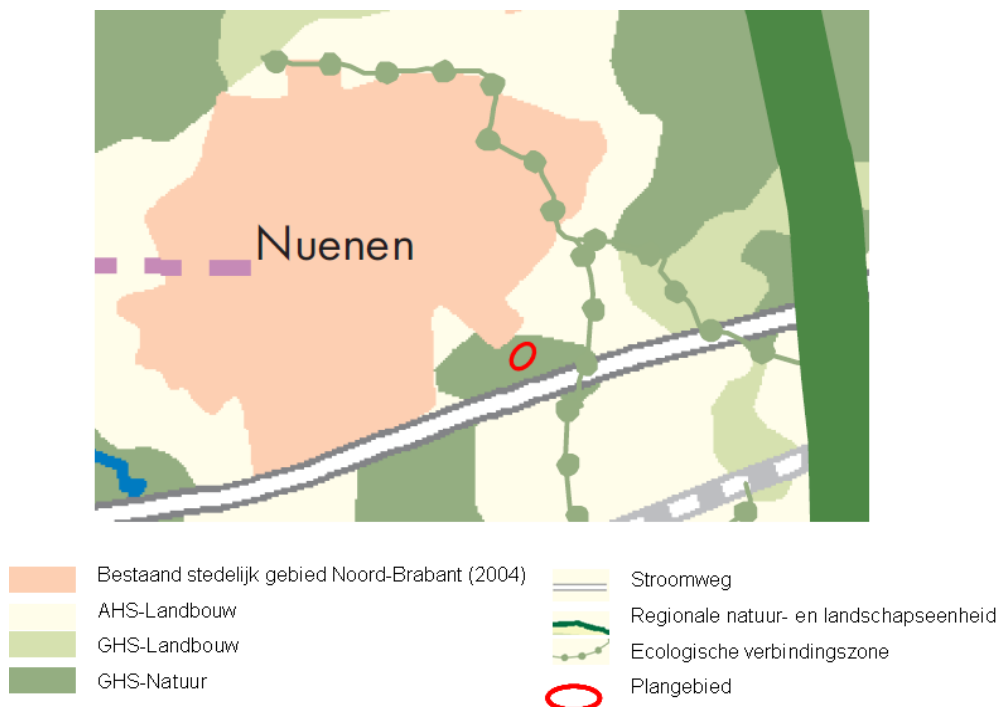 Nuenen
Bestaand stedelijk gebied Noord-Brabant (2004)
AHS-Landbouw
GHS-Landbouw
GHS-Natuur
Stroomweg
Regionale natuur- en landschapseenheid
Ecologische verbindingszone
Plangebied